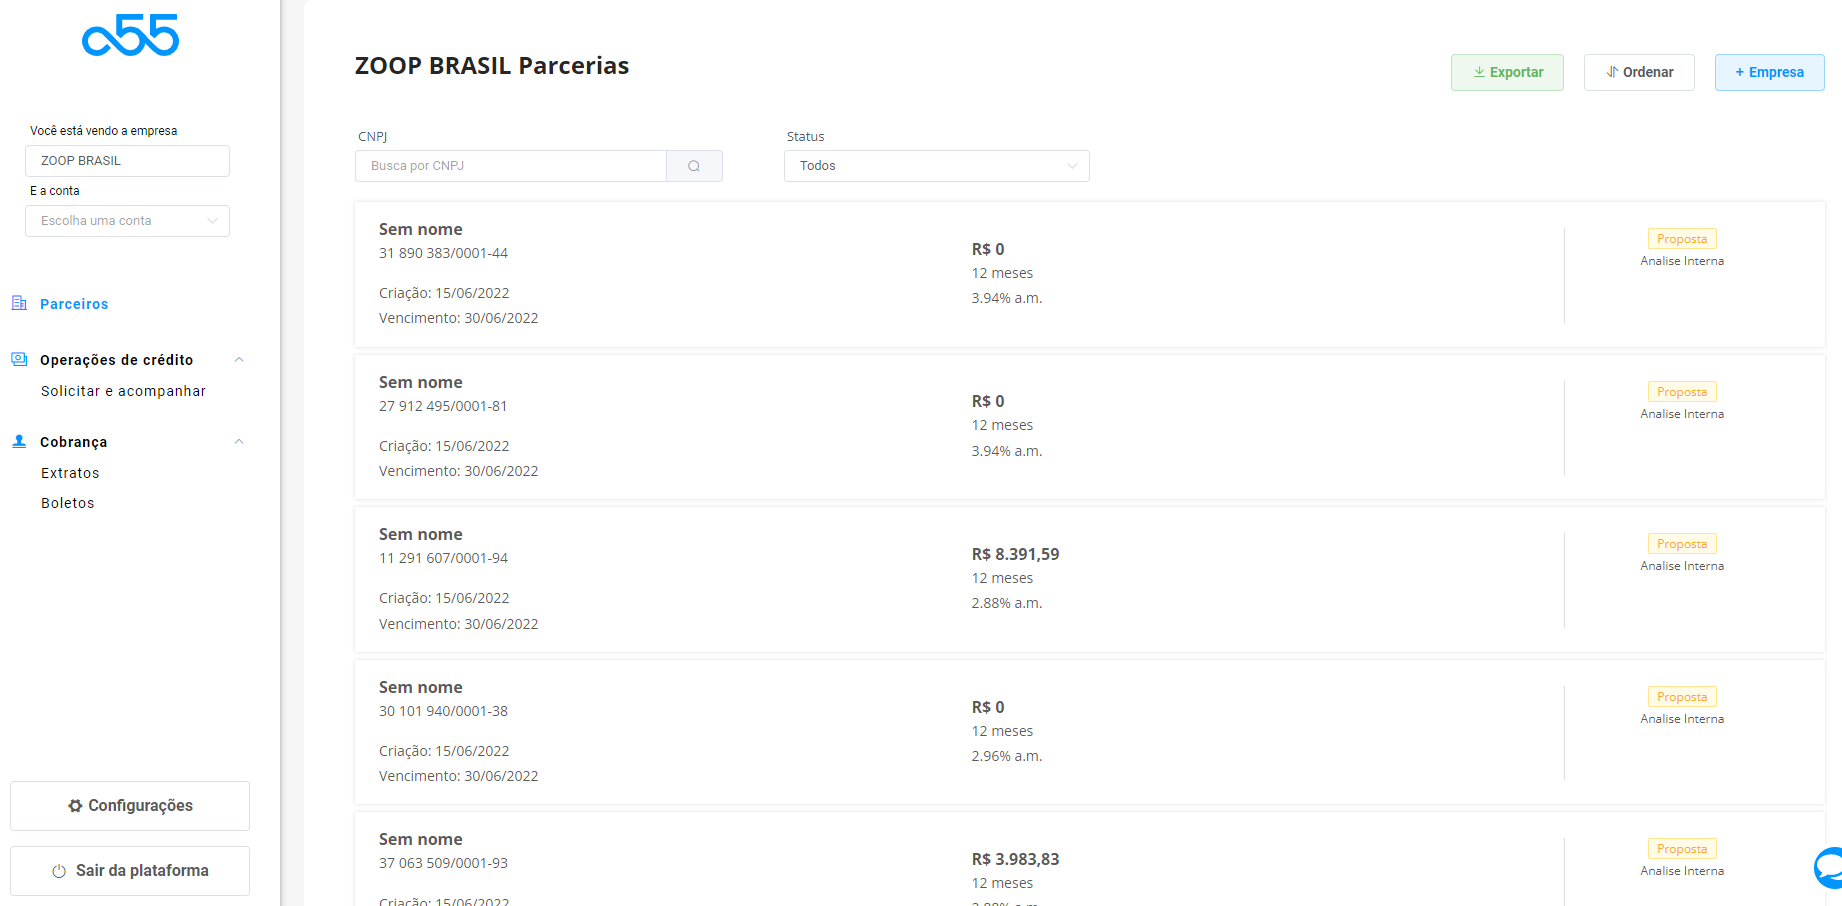 a55
Você está vendo a empresa
ZOOP BRASIL
E a conta
Escolha uma conta
Parceiros
Operações de crédito
Solicitar e acompanhar
Cobrança
Extratos
Boletos
Configurações
Sair da plataforma
ZOOP BRASIL Parcerias
Exportar
Ordenar
+ Empresa
CNPJ
Busca por CNPJ
Status
Todos
Sem nome
31 890 383/0001-44
Criação: 15/06/2022
Vencimento: 30/06/2022
R$ 0
12 meses
3.94% a.m.
Proposta
Analise Interna
Sem nome
27 912 495/0001-81
Criação: 15/06/2022
Vencimento: 30/06/2022
R$ 0
12 meses
3.94% a.m.
Proposta
Analise Interna
Sem nome
11 291 607/0001-94
Criação: 15/06/2022
Vencimento: 30/06/2022
R$ 8.391,59
12 meses
2.88% a.m.
Proposta
Analise Interna
Sem nome
30 101 940/0001-38
Criação: 15/06/2022
Vencimento: 30/06/2022
R$ 0
12 meses
2.96% a.m.
Proposta
Analise Interna
Sem nome
37 063 509/0001-93
Criação: 15/06/2022
R$ 3.983,83
12 meses
Proposta
Analise Interna